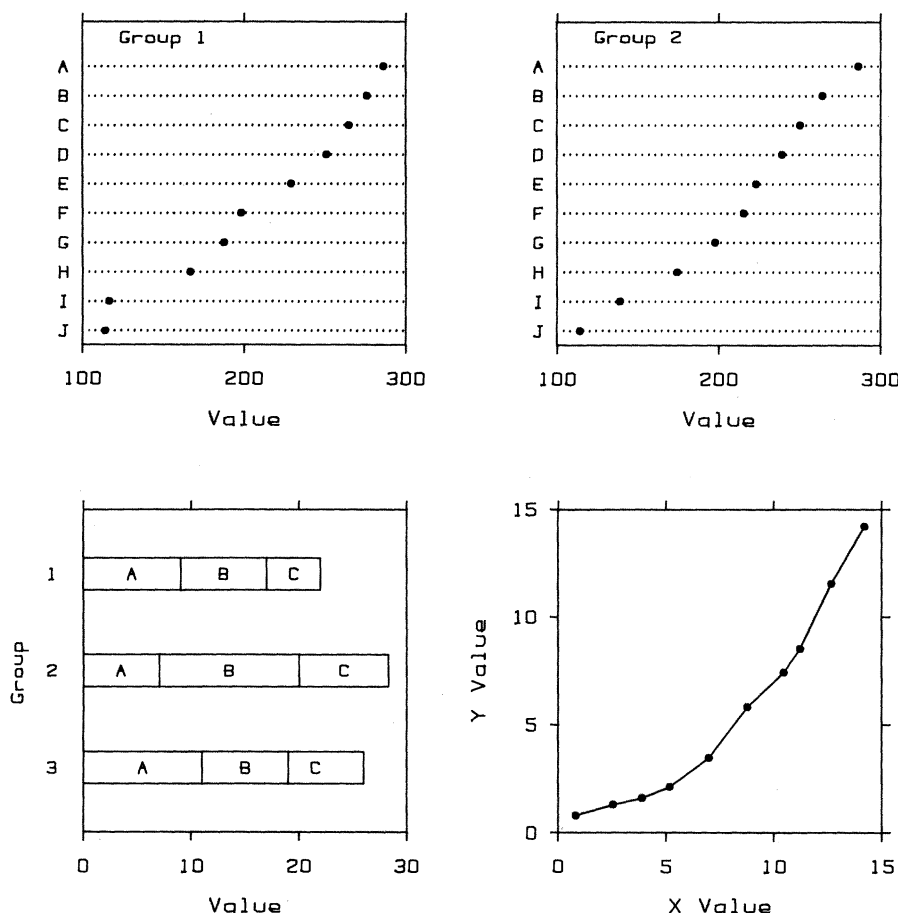 Group 1
A
B
C
D
E
F
G
H
I
J
100 200 300
Value
Group 2
A
B
C
D
E
F
G
H
I
J
100 200 300
Value
Group
1 A B C
2 A B C
3 A B C
0 10 20 30
Value
Y Value
15
10
5
0
0 5 10 15
X Value